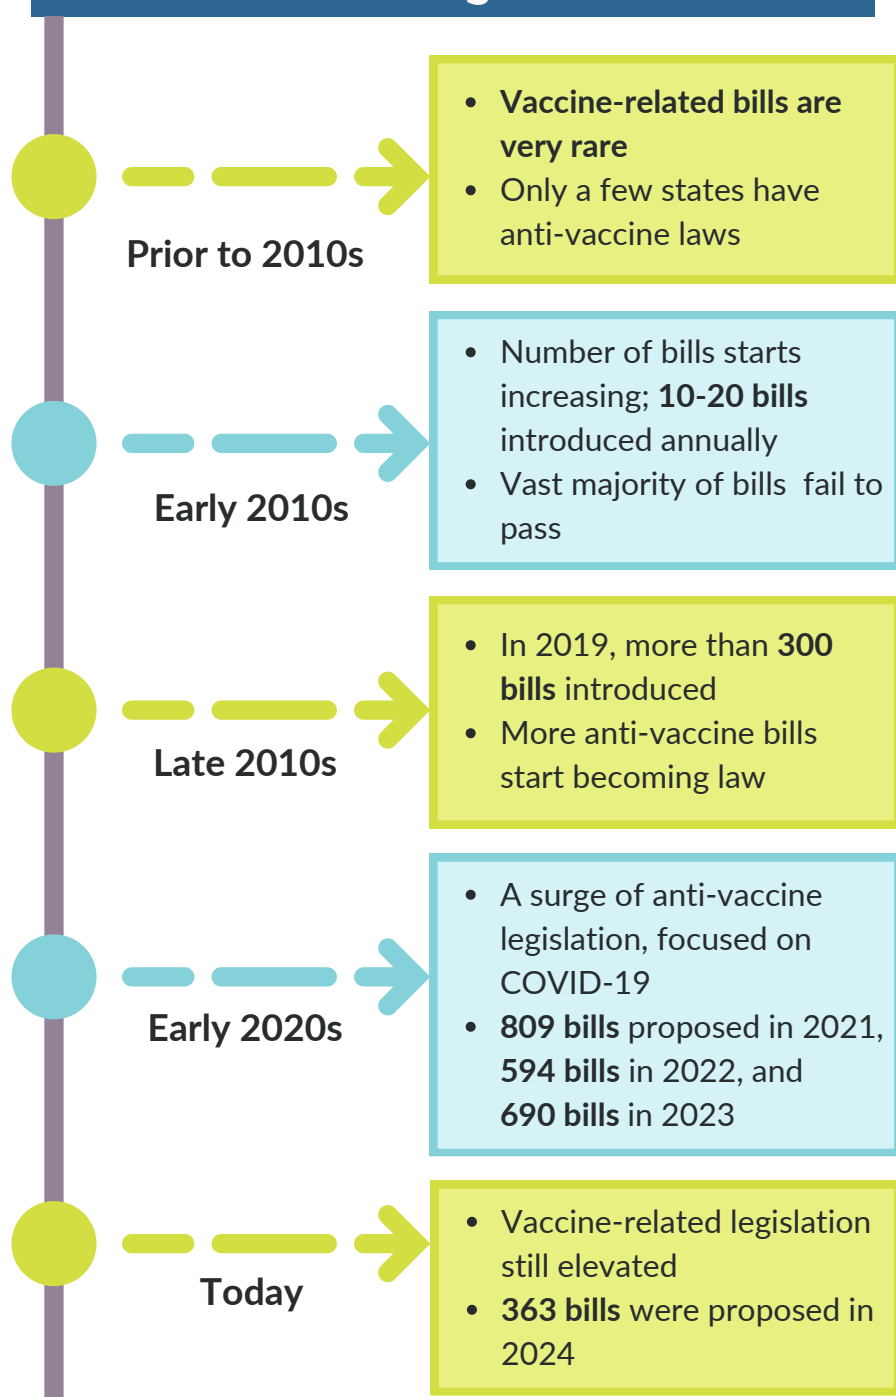 • Vaccine-related bills are
very rare
• Only a few states have
anti-vaccine laws
Prior to 2010s
• Number of bills starts
increasing; 10-20 bills
introduced annually
• Vast majority of bills fail to
pass
Early 2010s
• In 2019, more than 300
bills introduced
• More anti-vaccine bills
start becoming law
Late 2010s
• A surge of anti-vaccine
legislation, focused on
COVID-19
• 809 bills proposed in 2021,
594 bills in 2022, and
690 bills in 2023
Early 2020s
• Vaccine-related legislation
still elevated
• 363 bills were proposed in
2024
Today